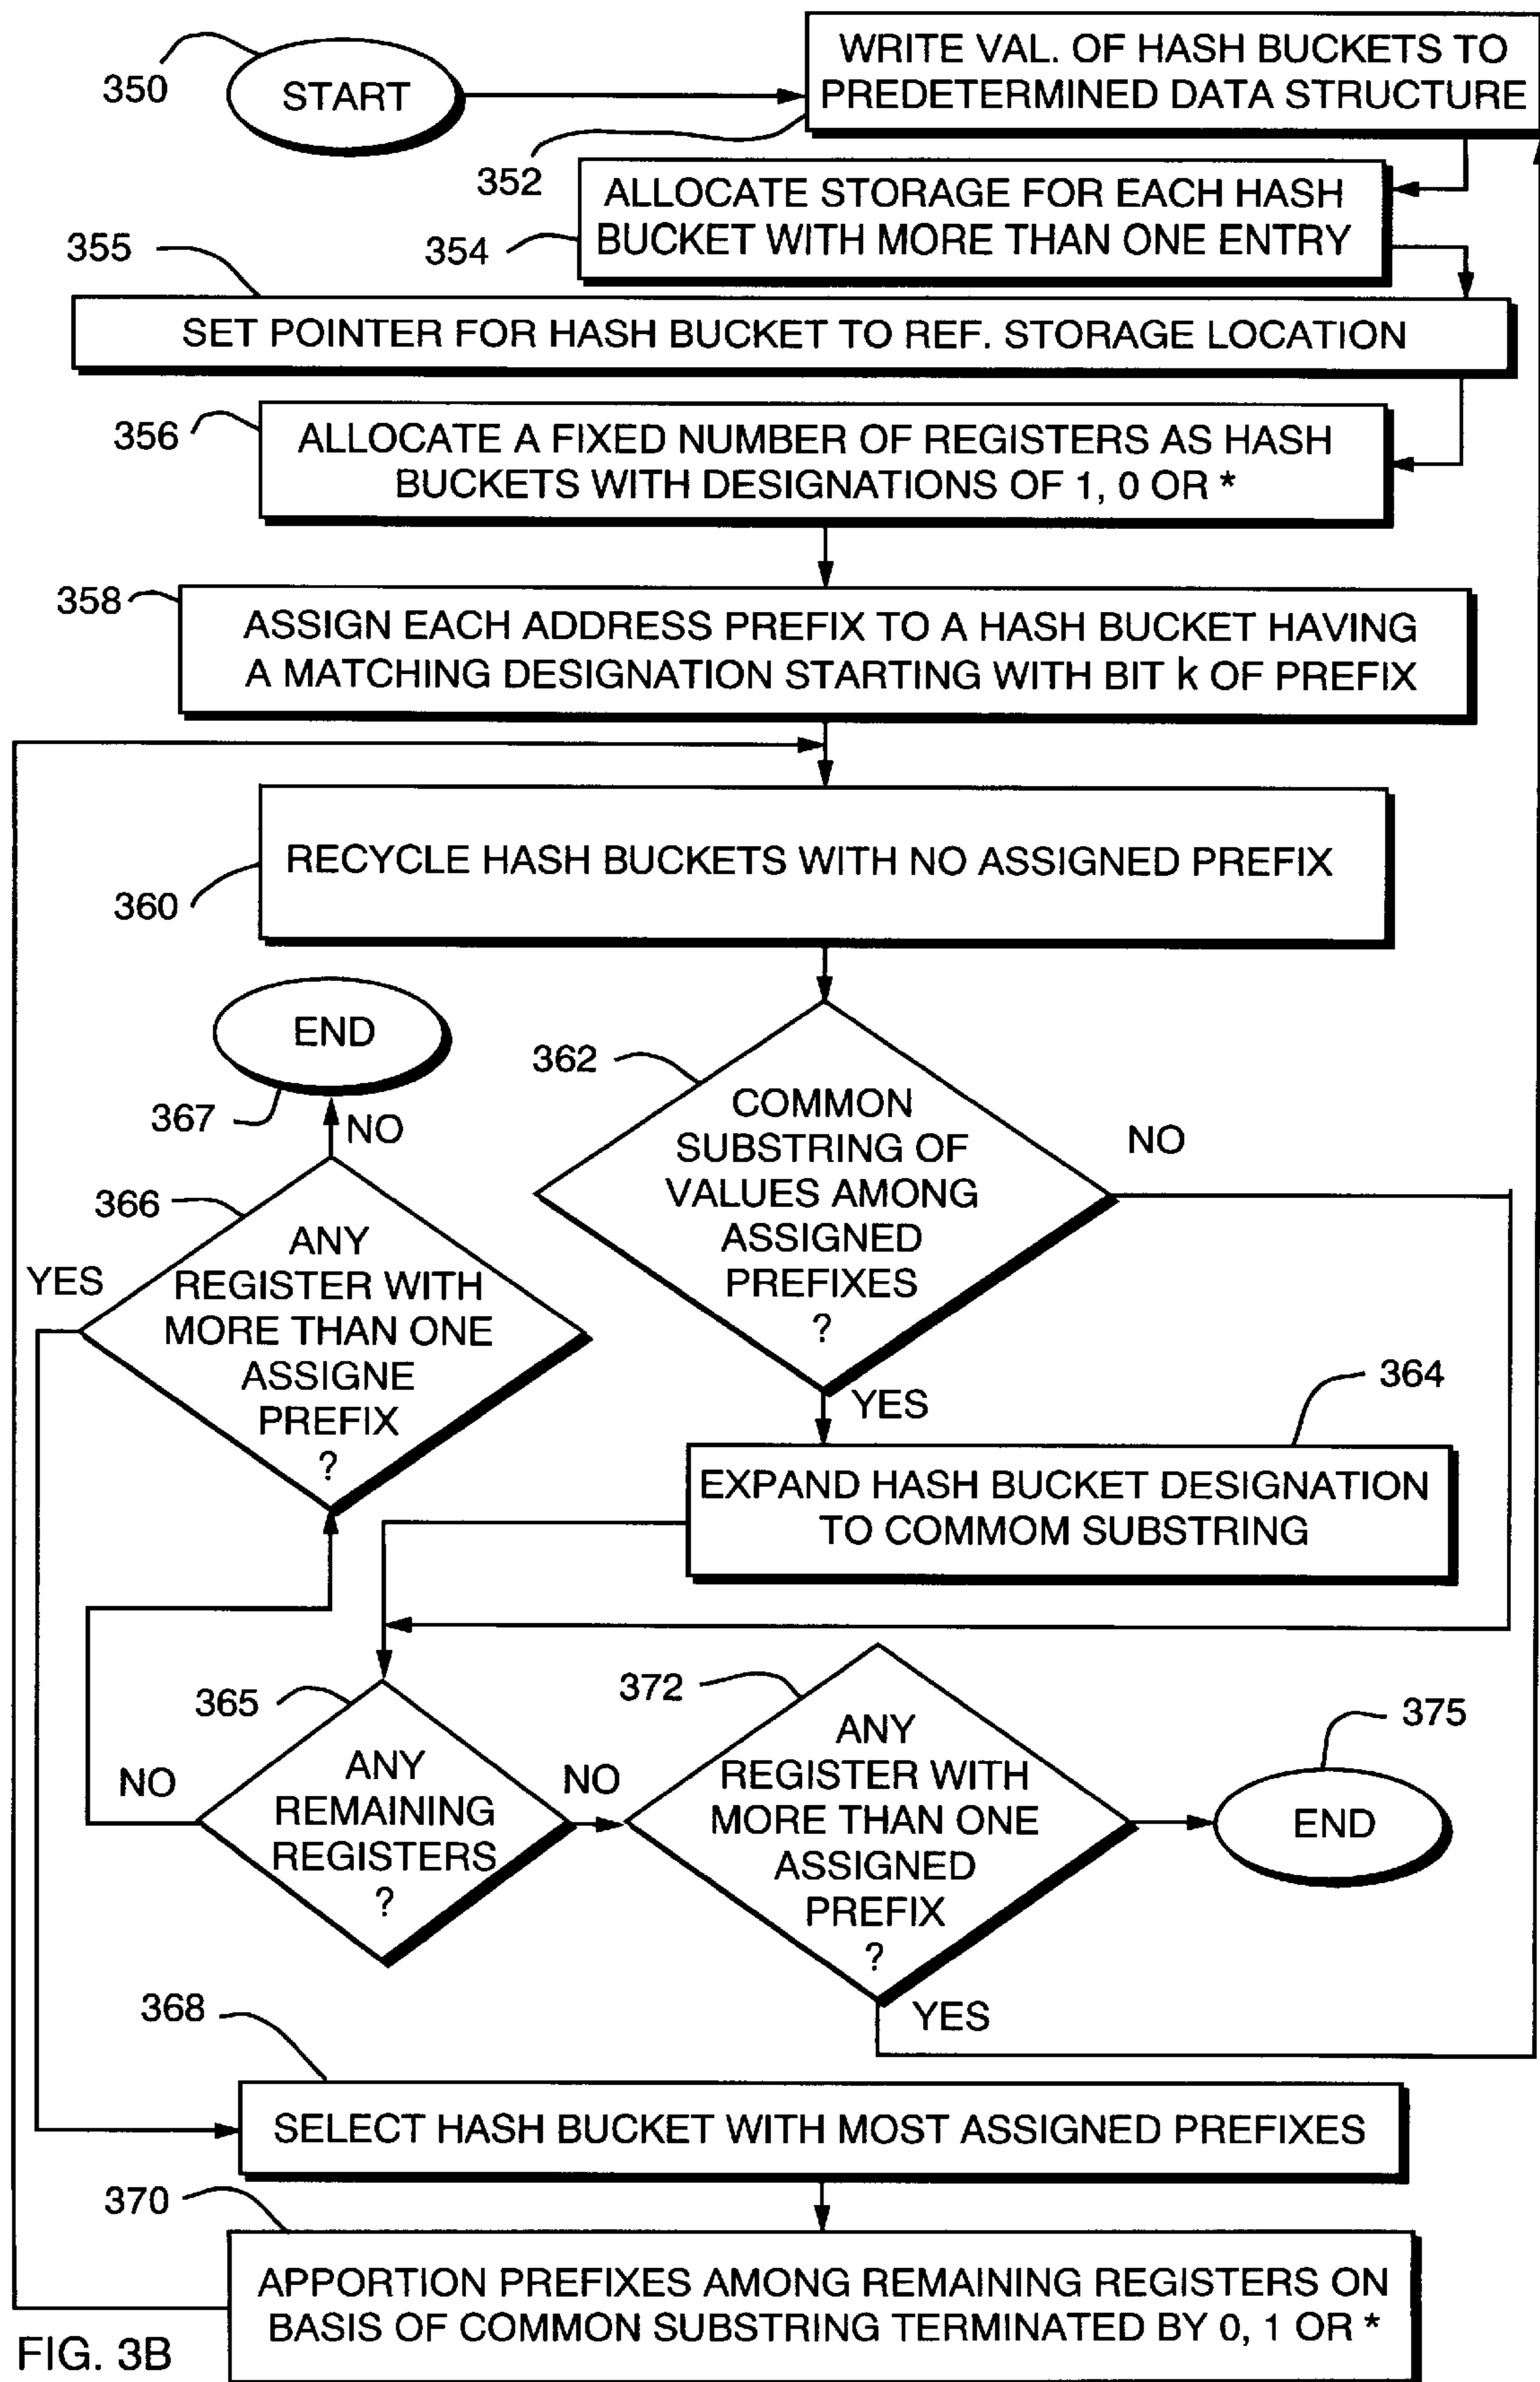 350
START
WRITE VAL. OF HASH BUCKETS TO
PREDETERMINED DATA STRUCTURE
352
ALLOCATE STORAGE FOR EACH HASH
BUCKET WITH MORE THAN ONE ENTRY
354
355
SET POINTER FOR HASH BUCKET TO REF. STORAGE LOCATION
356
ALLOCATE A FIXED NUMBER OF REGISTERS AS HASH
BUCKETS WITH DESIGNATIONS OF 1, 0 OR *
358
ASSIGN EACH ADDRESS PREFIX TO A HASH BUCKET HAVING
A MATCHING DESIGNATION STARTING WITH BIT k OF PREFIX
RECYCLE HASH BUCKETS WITH NO ASSIGNED PREFIX
360
END
367
NO
362
COMMON
SUBSTRING OF
VALUES AMONG
ASSIGNED
PREFIXES
?
NO
YES
366
ANY
REGISTER WITH
MORE THAN ONE
ASSIGNE
PREFIX
?
YES
364
EXPAND HASH BUCKET DESIGNATION
TO COMMOM SUBSTRING
365
ANY
REMAINING
REGISTERS
?
NO
NO
372
ANY
REGISTER WITH
MORE THAN ONE
ASSIGNED
PREFIX
?
YES
375
END
368
SELECT HASH BUCKET WITH MOST ASSIGNED PREFIXES
370
APPORTION PREFIXES AMONG REMAINING REGISTERS ON
BASIS OF COMMON SUBSTRING TERMINATED BY 0, 1 OR *
FIG. 3B